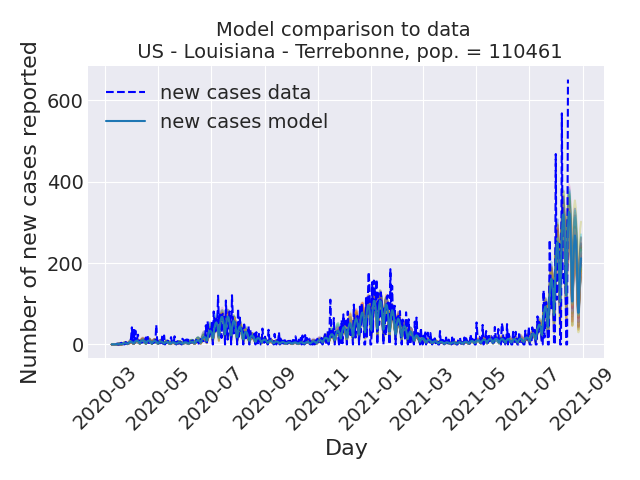 Model comparison to data
US - Louisiana - Terrebonne, pop. = 110461
Number of new cases reported
600
400
200
0
new cases data
new cases model
2020-03
2020-05
2020-07
2020-09
2020-11
2021-01
2021-03
2021-05
2021-07
2021-09
Day